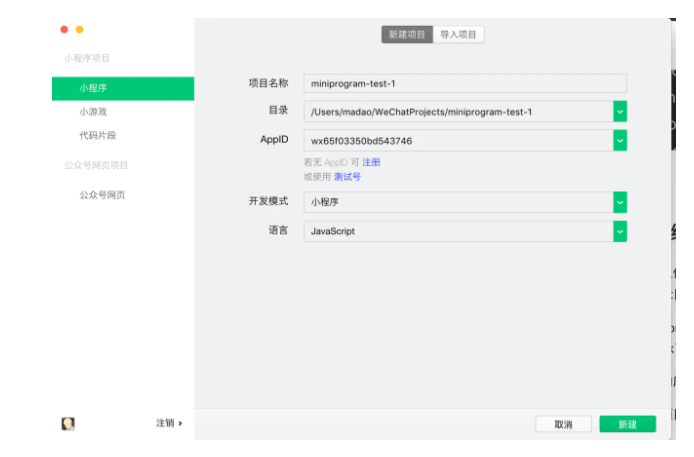 新建项目 导入项目
小程序项目
小程序
小游戏
代码片段
公众号网页项目
公众号网页
项目名称 miniprogram-test-1
目录 /Users/madao/WeChatProjects/miniprogram-test-1
AppID wx65f03350bd543746
若无 AppID 可 注册
或使用 测试号
开发模式 小程序
语言 JavaScript
注销 ›
取消 新建